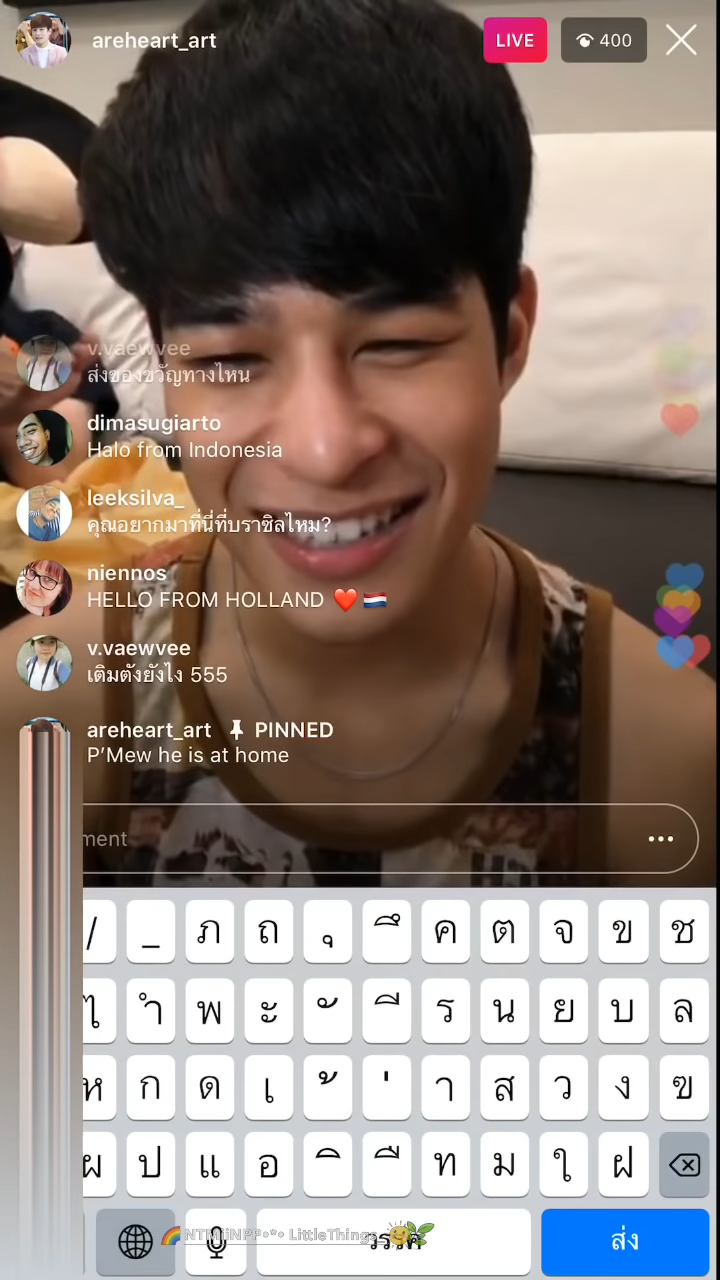 areheart_art
LIVE
400
v.vaewvee
ส่งของขวัญทางไหน
dimasugiarto
Halo from Indonesia
leeksilva_
คุณอยากมาที่นี่ที่บราซิลไหม?
niennos
HELLO FROM HOLLAND ❤️🇳🇱
v.vaewvee
เติมตังยังไง 555
areheart_art 📌 PINNED
P’Mew he is at home
ment
/ _ ภ ถ ุ ึ ค ต จ ข ช
ไ ำ พ ะ ั ี ร น ย บ ล
ห ก ด เ ้ ่ า ส ว ง ฃ
ผ ป แ อ ิ ื ท ม ใ ฝ
วรรค
ส่ง
LittleThings